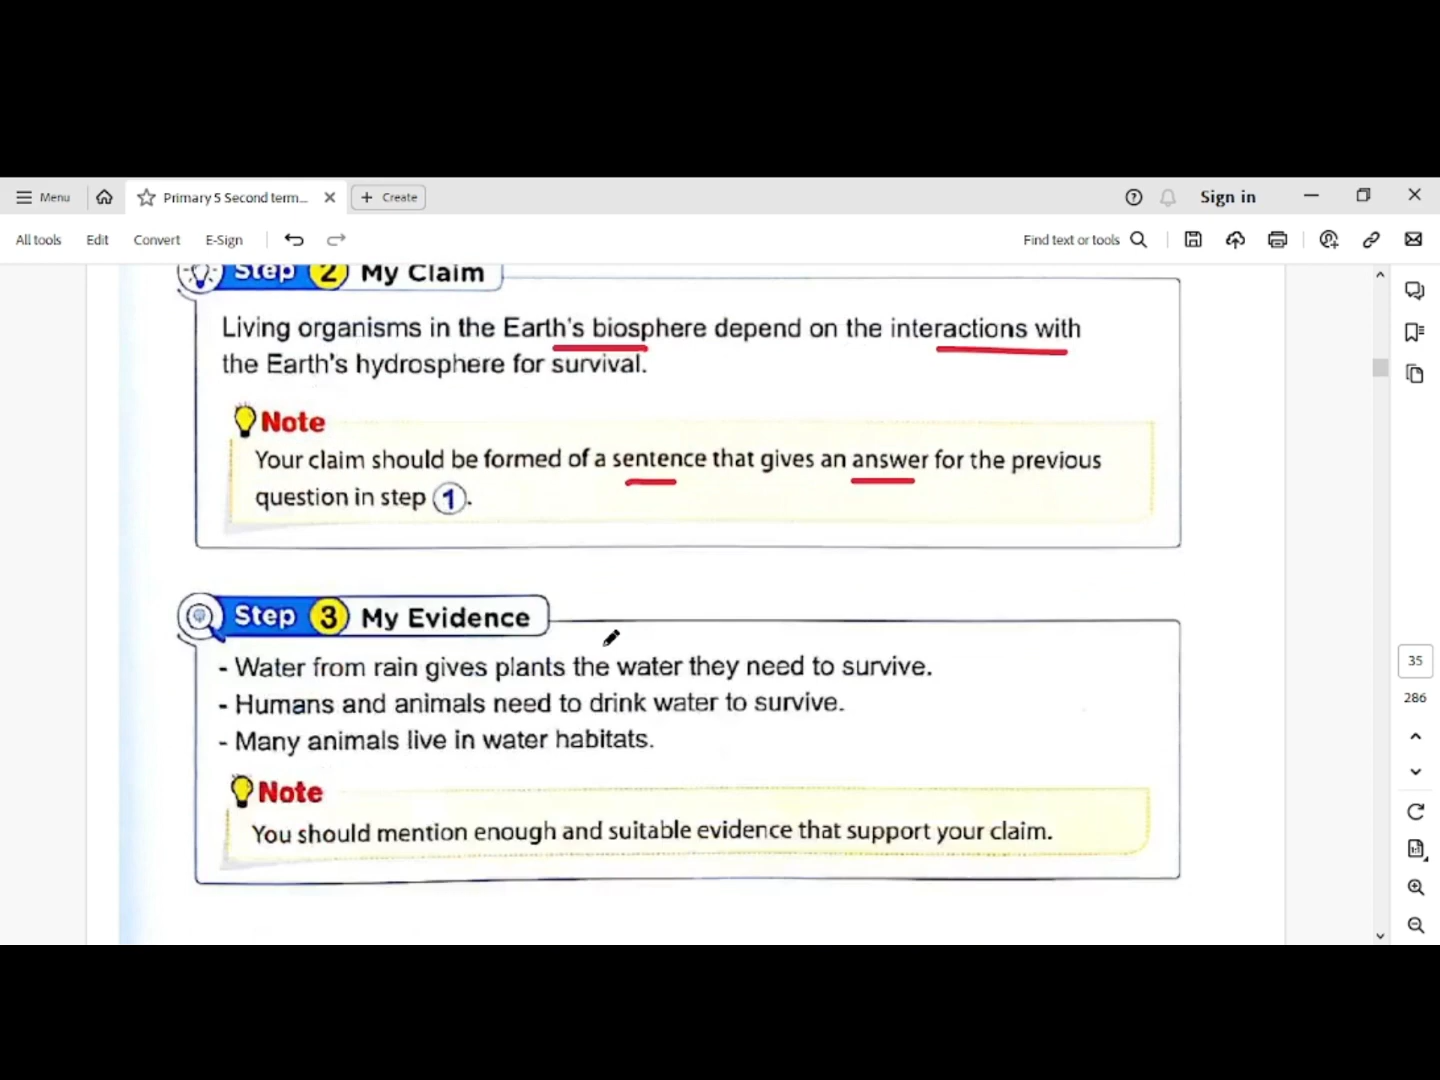 Menu
Primary 5 Second term...
Create
Sign in
All tools
Edit
Convert
E-Sign
Find text or tools
Step 2 My Claim
Living organisms in the Earth's biosphere depend on the interactions with
the Earth's hydrosphere for survival.
Note
Your claim should be formed of a sentence that gives an answer for the previous
question in step 1.
Step 3 My Evidence
- Water from rain gives plants the water they need to survive.
- Humans and animals need to drink water to survive.
- Many animals live in water habitats.
Note
You should mention enough and suitable evidence that support your claim.
35
286